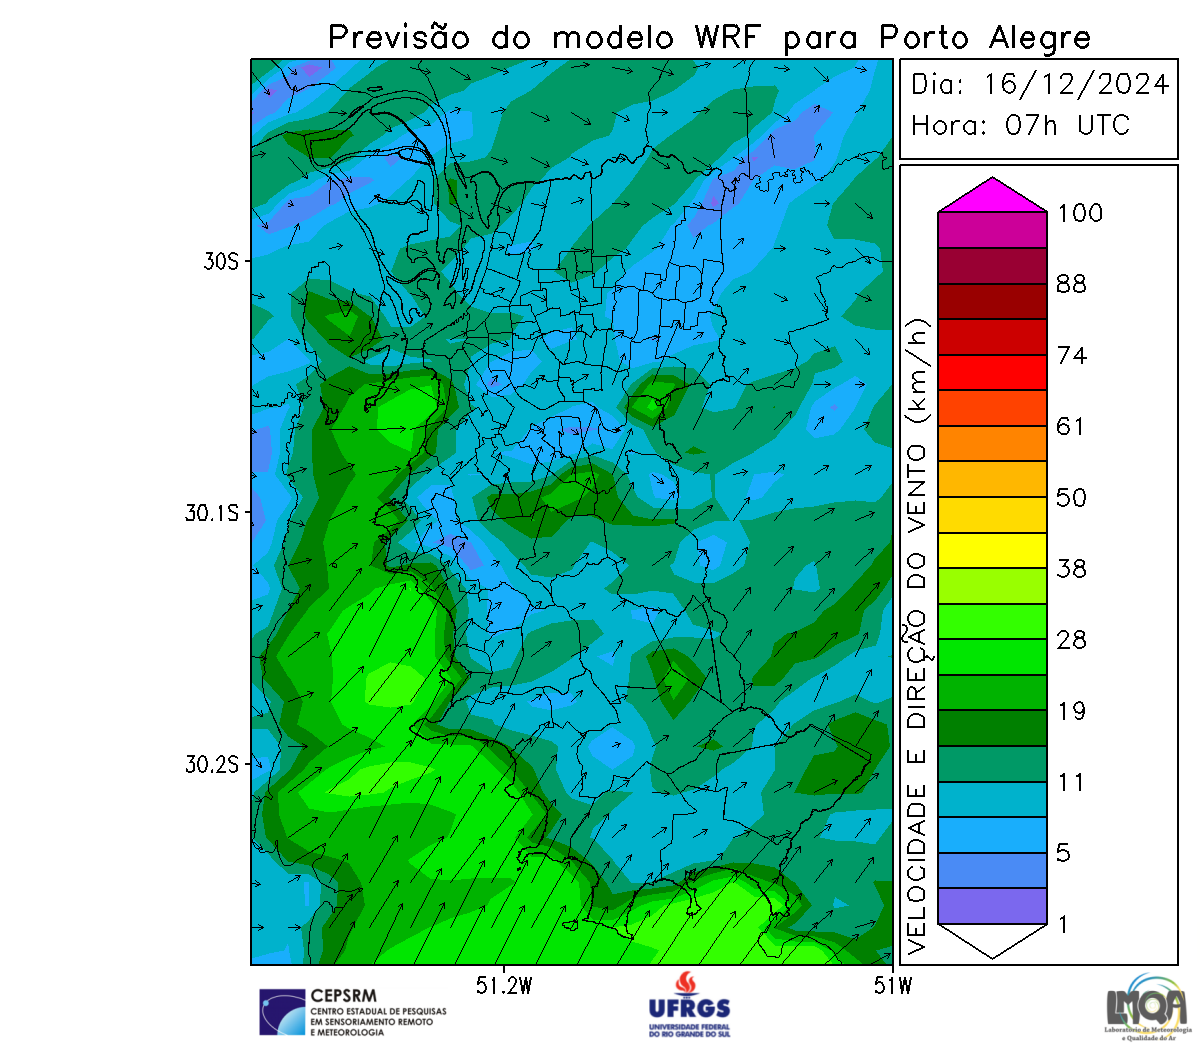 Previsão do modelo WRF para Porto Alegre
Dia: 16/12/2024
Hora: 07h UTC
30S
30.1S
30.2S
51.2W
51W
VELOCIDADE E DIREÇÃO DO VENTO (km/h)
100
88
74
61
50
38
28
19
11
5
1
CEPSRM
CENTRO ESTADUAL DE PESQUISAS
EM SENSORIAMENTO REMOTO
E METEOROLOGIA
UFRGS
UNIVERSIDADE FEDERAL
DO RIO GRANDE DO SUL
LMQA
Laboratório de Meteorologia
e Qualidade do Ar